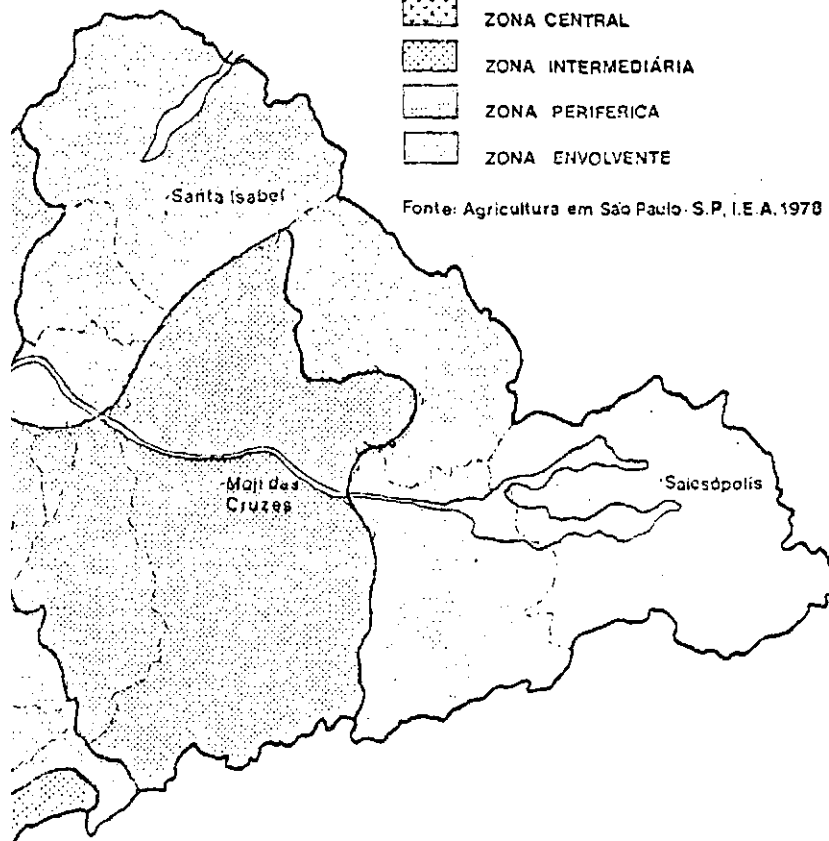 ZONA CENTRAL
ZONA INTERMEDIÁRIA
ZONA PERIFERICA
ZONA ENVOLVENTE
Fonte: Agricultura em São Paulo - S.P, I.E.A. 1978
Santa Isabel
Moji das
Cruzes
Salesópolis